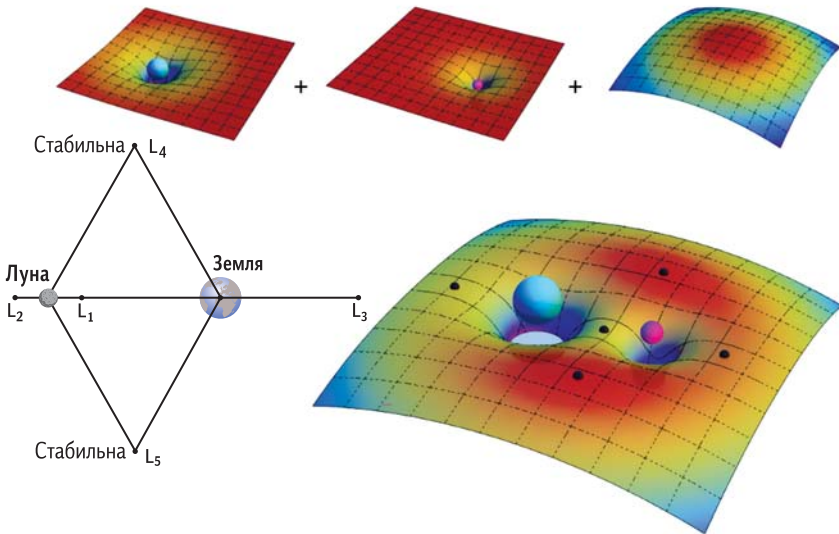 + +
Стабильна L₄
Луна Земля
L₂ L₁ L₃
Стабильна L₅